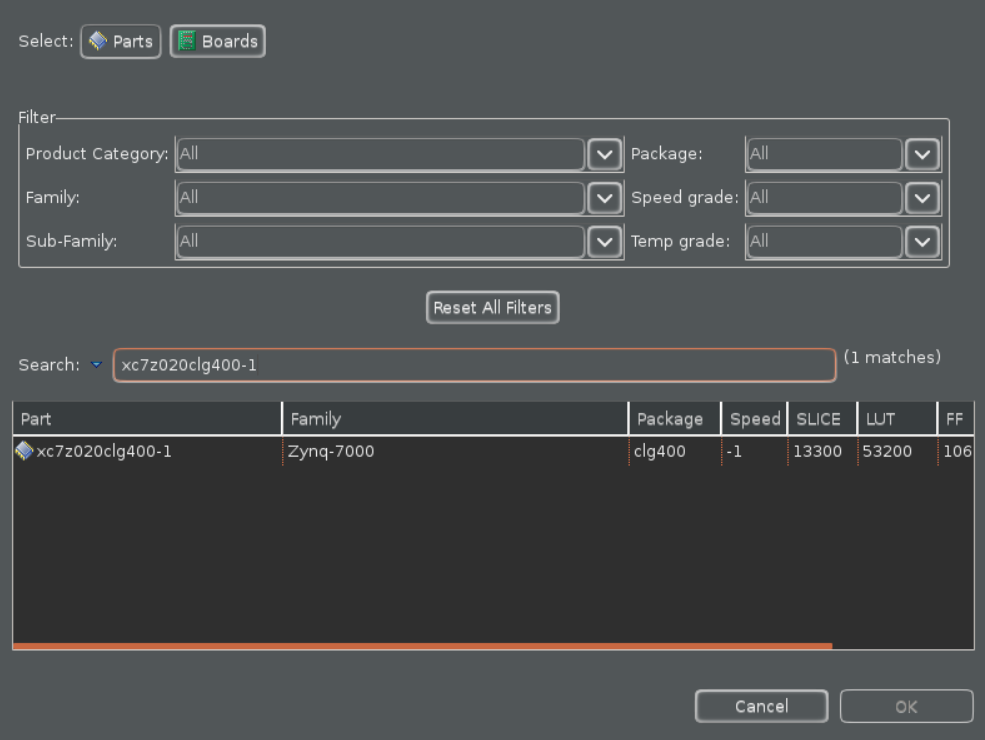 Select: Parts Boards
Filter
Product Category: All Package: All
Family: All Speed grade: All
Sub-Family: All Temp grade: All
Reset All Filters
Search: xc7z020clg400-1 (1 matches)
Part Family Package Speed SLICE LUT FF
xc7z020clg400-1 Zynq-7000 clg400 -1 13300 53200 106
Cancel OK